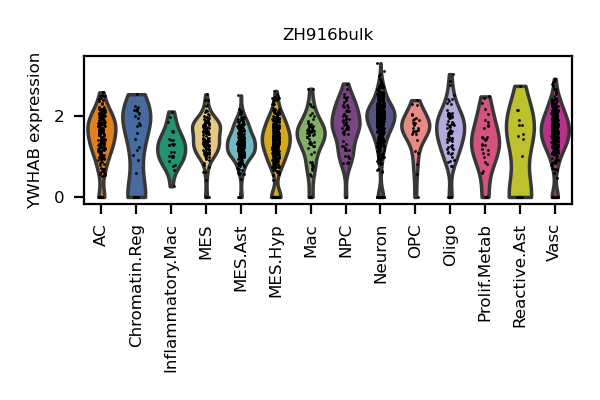 ZH916bulk
YWHAB expression
2
0
AC
Chromatin.Reg
Inflammatory.Mac
MES
MES.Ast
MES.Hyp
Mac
NPC
Neuron
OPC
Oligo
Prolif.Metab
Reactive.Ast
Vasc